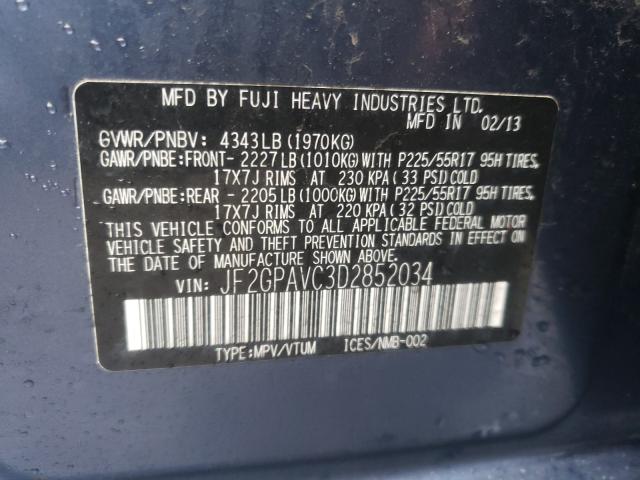 MFD BY FUJI HEAVY INDUSTRIES LTD.
MFD IN 02/13
GVWR/PNBV: 4343LB(1970KG)
GAWR/PNBE:FRONT- 2227LB(1010KG)WITH P225/55R17 95H TIRES,
17X7J RIMS AT 230 KPA(33 PSI)COLD
GAWR/PNBE:REAR - 2205LB(1000KG)WITH P225/55R17 95H TIRES,
17X7J RIMS AT 220 KPA(32 PSI)COLD
THIS VEHICLE CONFORMS TO ALL APPLICABLE FEDERAL MOTOR
VEHICLE SAFETY AND BUMPER STANDARDS IN EFFECT ON THE
DATE OF MANUFACTURE SHOWN ABOVE.
VIN: JF2GPAVC3D2852034
TYPE:MPV/VTUM ICES/NMB-002